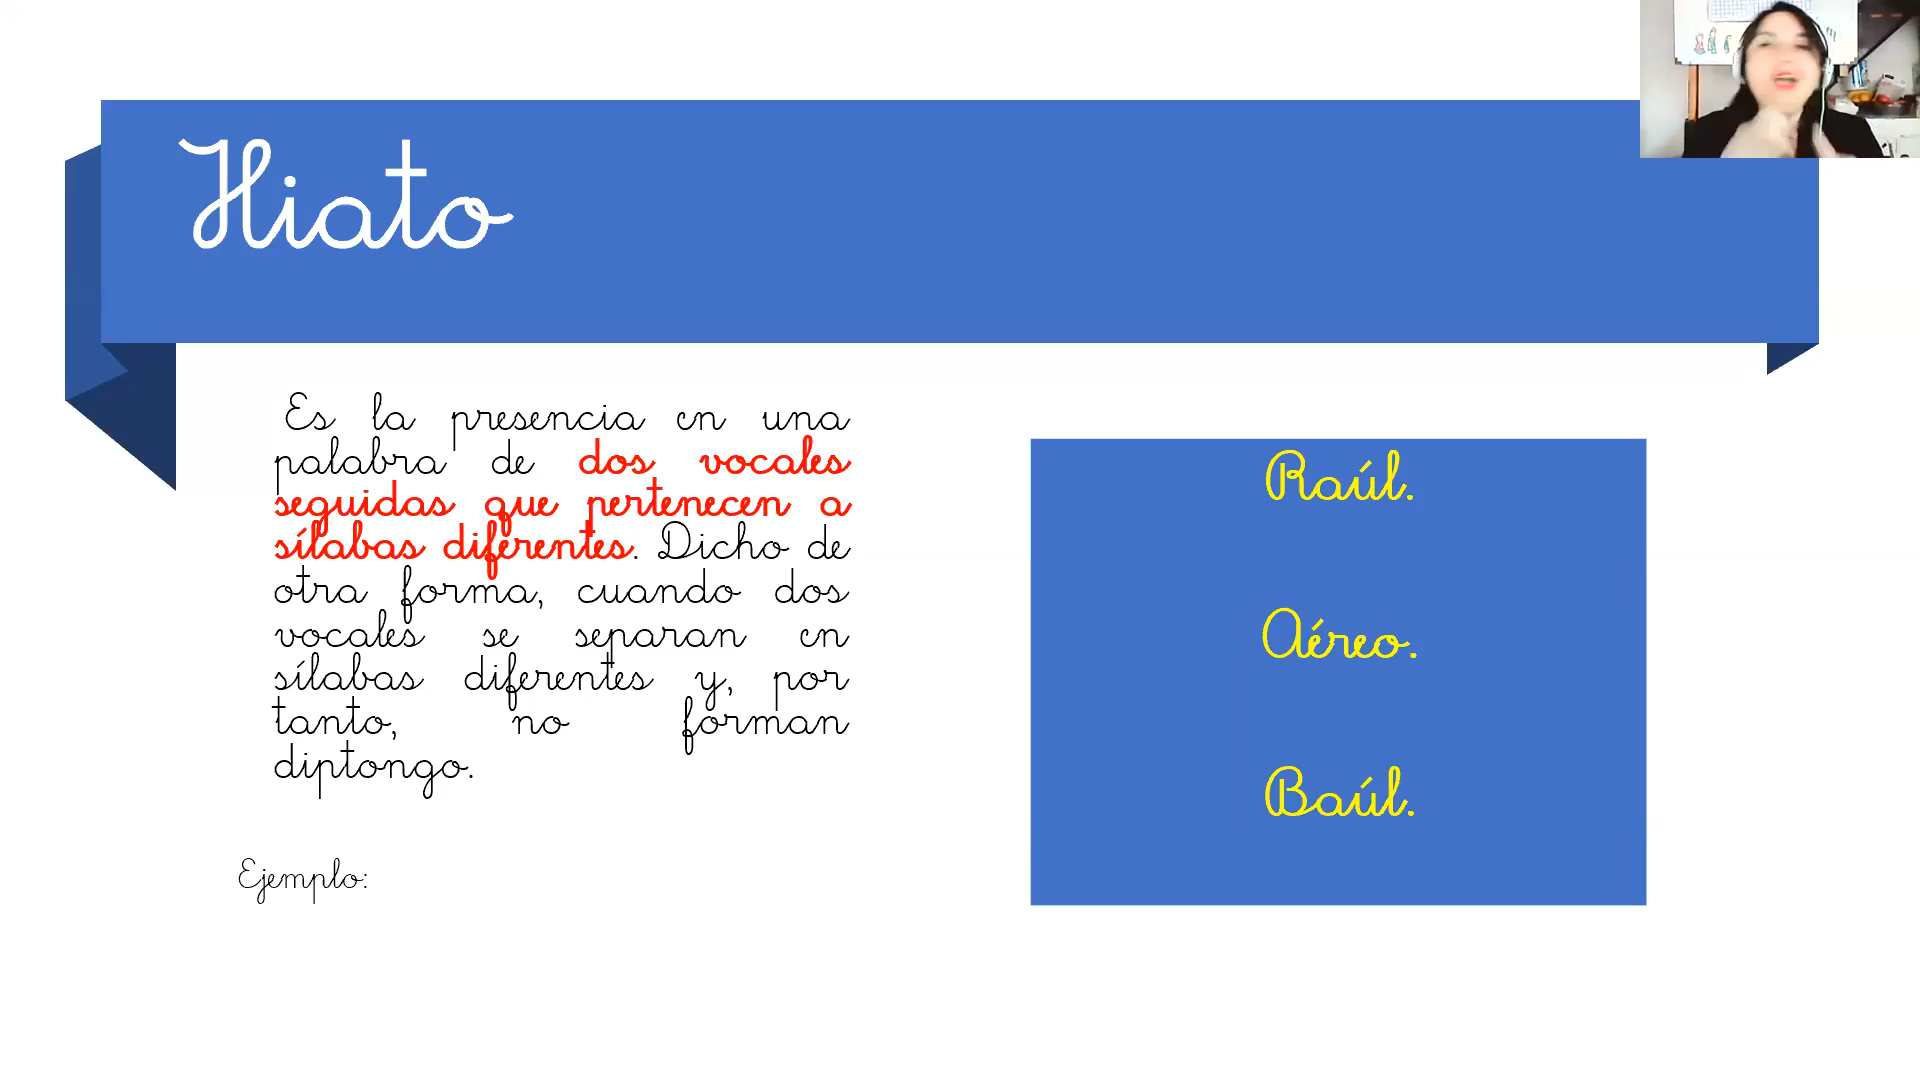 Hiato
Es la presencia en una
palabra de dos vocales
seguidas que pertenecen a
sílabas diferentes. Dicho de
otra forma, cuando dos
vocales se separan en
sílabas diferentes y, por
tanto, no forman
diptongo.
Ejemplo:
Raúl.
Aéreo.
Baúl.